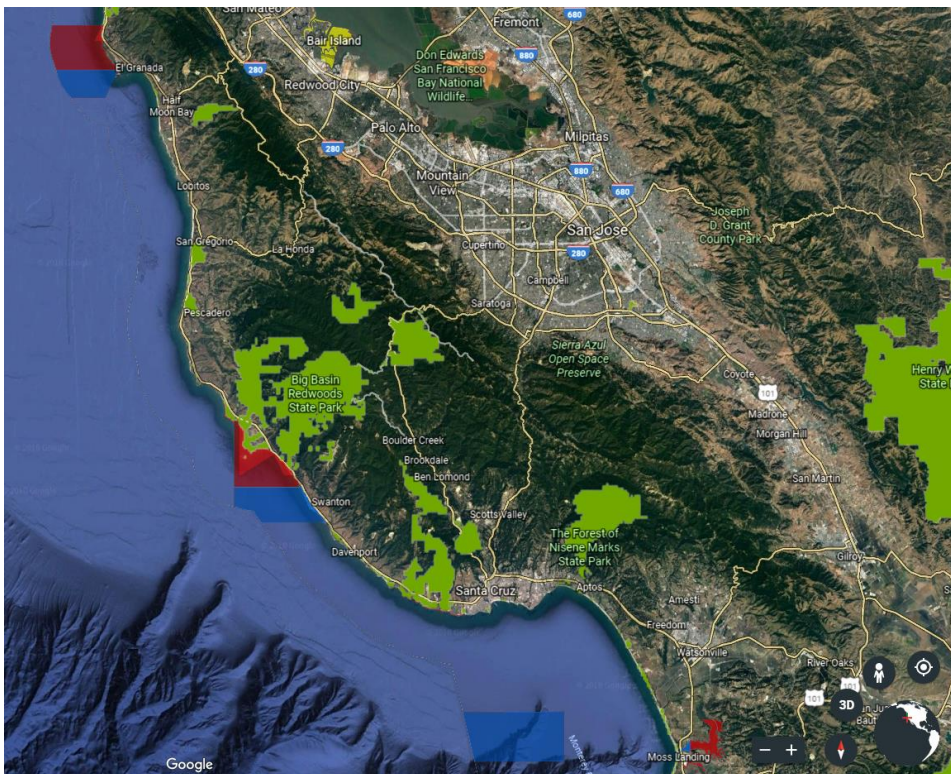 San Mateo
Fremont
680
Bair Island
880
Don Edwards
San Francisco
Bay National
Wildlife...
El Granada
280
Redwood City
Half
Moon Bay
Palo Alto
Milpitas
280
880
Mountain
View
680
Lobitos
Joseph
D. Grant
County Park
San Jose
San Gregorio
La Honda
Cupertino
280
Campbell
Saratoga
Pescadero
Sierra Azul
Open Space
Preserve
Coyote
Henry W
State
Big Basin
Redwoods
State Park
101
Madrone
Morgan Hill
Boulder Creek
Brookdale
Ben Lomond
San Martin
Swanton
Scotts Valley
The Forest of
Nisene Marks
State Park
Davenport
Gilroy
Santa Cruz
Aptos
Amesti
Freedom
Watsonville
River Oaks
101
101
3D
San Ju
Baut
Monterey
Moss Landing
Google